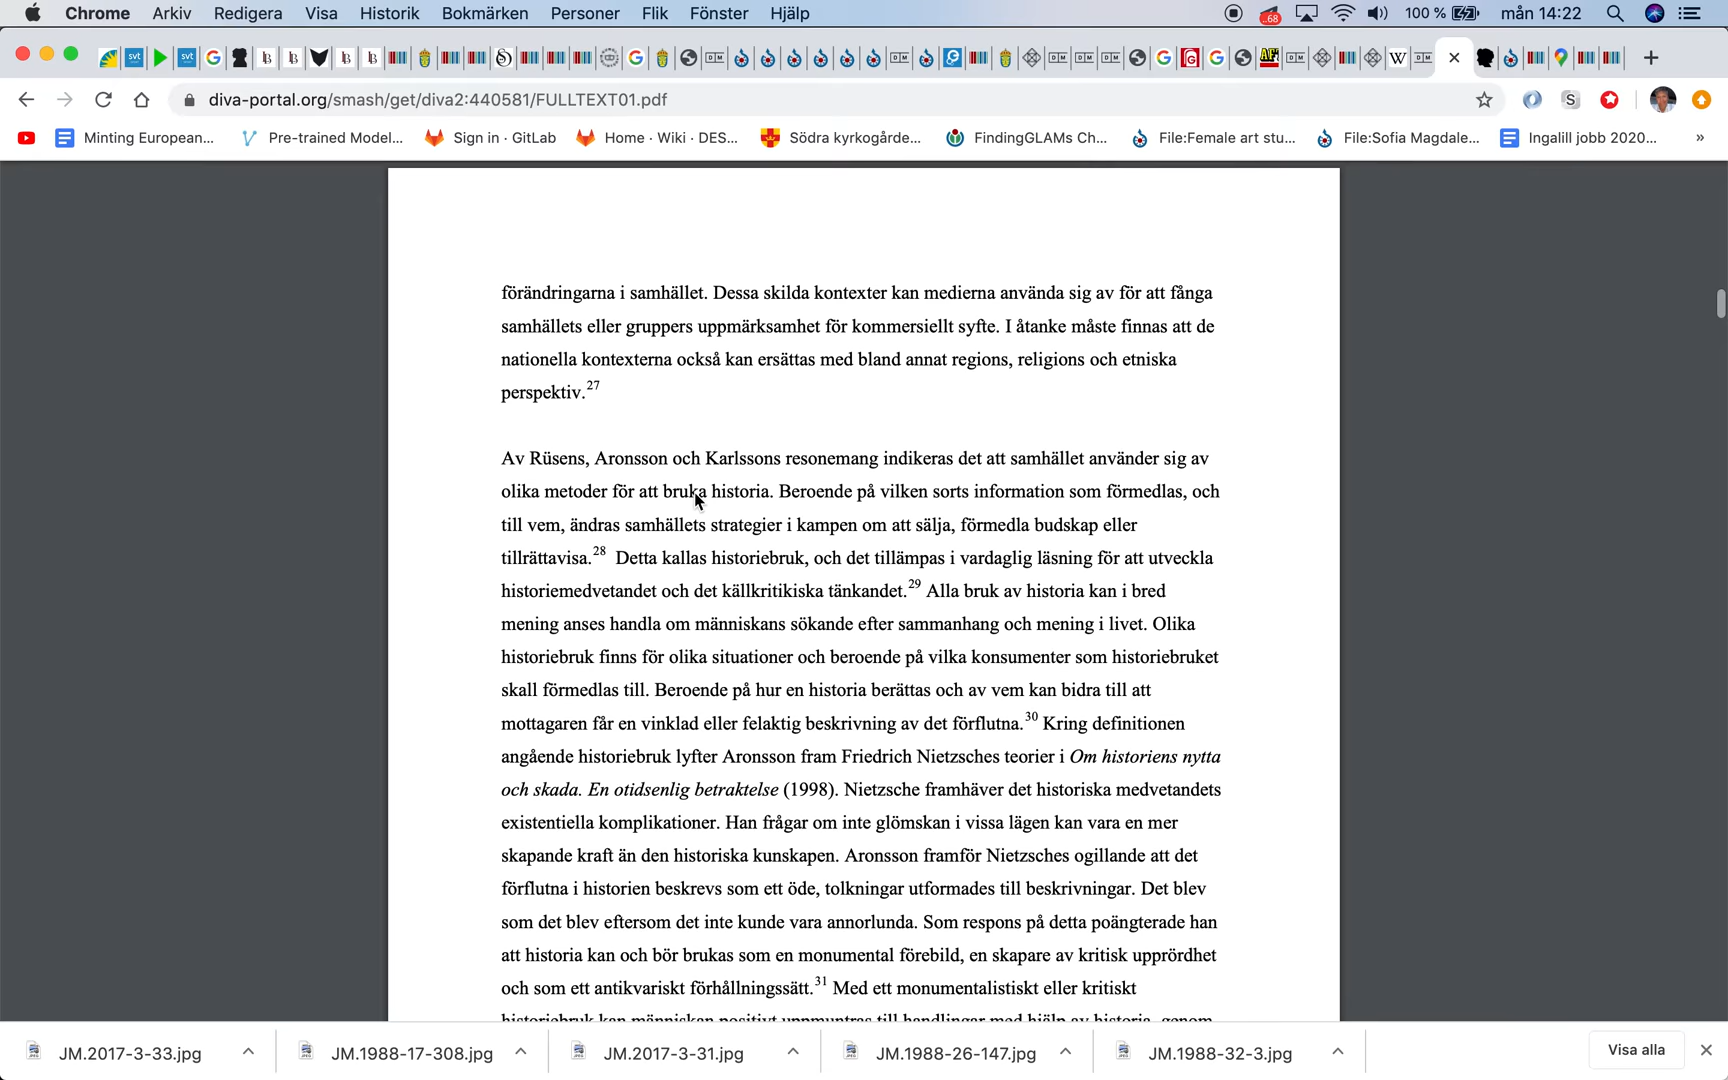 Chrome Arkiv Redigera Visa Historik Bokmärken Personer Flik Fönster Hjälp 68 100 % mån 14:22
diva-portal.org/smash/get/diva2:440581/FULLTEXT01.pdf
Minting European... Pre-trained Model... Sign in · GitLab Home · Wiki · DES... Södra kyrkogårde... FindingGLAMs Ch... File:Female art stu... File:Sofia Magdale... Ingalill jobb 2020... »
förändringarna i samhället. Dessa skilda kontexter kan medierna använda sig av för att fånga
samhällets eller gruppers uppmärksamhet för kommersiellt syfte. I åtanke måste finnas att de
nationella kontexterna också kan ersättas med bland annat regions, religions och etniska
perspektiv.27
Av Rüsens, Aronsson och Karlssons resonemang indikeras det att samhället använder sig av
olika metoder för att bruka historia. Beroende på vilken sorts information som förmedlas, och
till vem, ändras samhällets strategier i kampen om att sälja, förmedla budskap eller
tillrättavisa.28 Detta kallas historiebruk, och det tillämpas i vardaglig läsning för att utveckla
historiemedvetandet och det källkritikiska tänkandet.29 Alla bruk av historia kan i bred
mening anses handla om människans sökande efter sammanhang och mening i livet. Olika
historiebruk finns för olika situationer och beroende på vilka konsumenter som historiebruket
skall förmedlas till. Beroende på hur en historia berättas och av vem kan bidra till att
mottagaren får en vinklad eller felaktig beskrivning av det förflutna.30 Kring definitionen
angående historiebruk lyfter Aronsson fram Friedrich Nietzsches teorier i Om historiens nytta
och skada. En otidsenlig betraktelse (1998). Nietzsche framhäver det historiska medvetandets
existentiella komplikationer. Han frågar om inte glömskan i vissa lägen kan vara en mer
skapande kraft än den historiska kunskapen. Aronsson framför Nietzsches ogillande att det
förflutna i historien beskrevs som ett öde, tolkningar utformades till beskrivningar. Det blev
som det blev eftersom det inte kunde vara annorlunda. Som respons på detta poängterade han
att historia kan och bör brukas som en monumental förebild, en skapare av kritisk upprördhet
och som ett antikvariskt förhållningssätt.31 Med ett monumentalistiskt eller kritiskt
historiebruk kan människan positivt uppmuntras till handlingar med hjälp av historia, genom
JM.2017-3-33.jpg JM.1988-17-308.jpg JM.2017-3-31.jpg JM.1988-26-147.jpg JM.1988-32-3.jpg Visa alla